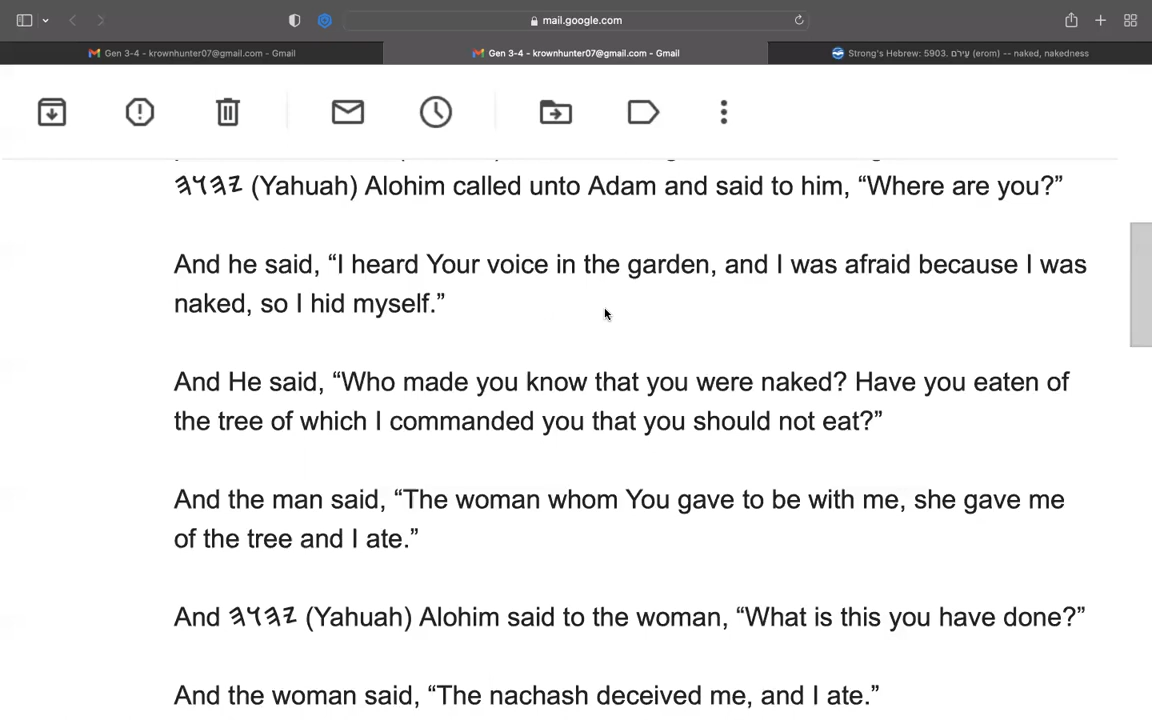 mail.google.com
Gen 3-4 - krownhunter07@gmail.com - Gmail
Gen 3-4 - krownhunter07@gmail.com - Gmail
Strong's Hebrew: 5903. עֵירֹם (erom) -- naked, nakedness
𐤉𐤄𐤅𐤄 (Yahuah) Alohim called unto Adam and said to him, “Where are you?”
And he said, “I heard Your voice in the garden, and I was afraid because I was
naked, so I hid myself.”
And He said, “Who made you know that you were naked? Have you eaten of
the tree of which I commanded you that you should not eat?”
And the man said, “The woman whom You gave to be with me, she gave me
of the tree and I ate.”
And 𐤉𐤄𐤅𐤄 (Yahuah) Alohim said to the woman, “What is this you have done?”
And the woman said, “The nachash deceived me, and I ate.”